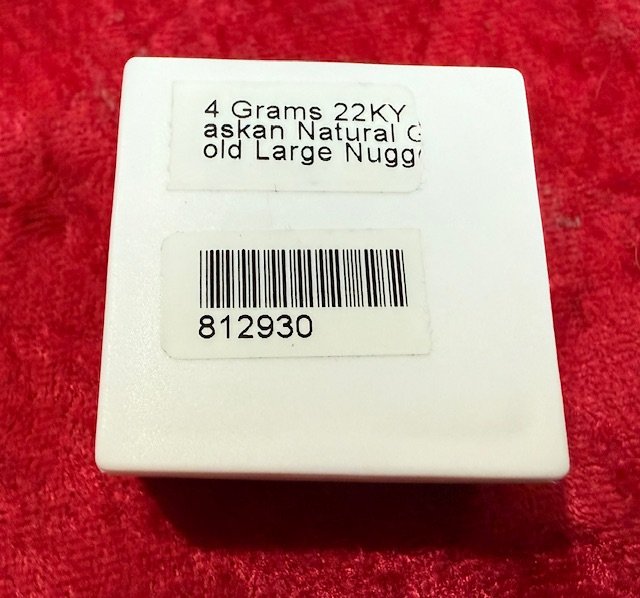 4 Grams 22KY
askan Natural G
old Large Nugg
812930